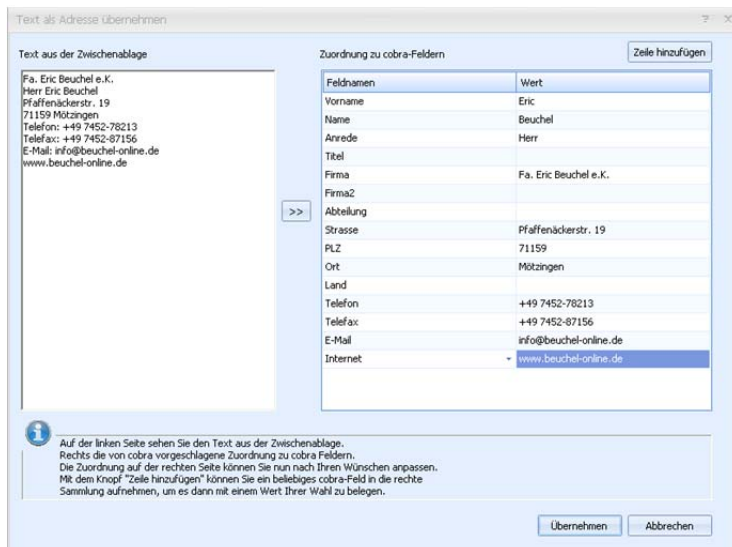 Text als Adresse übernehmen
Text aus der Zwischenablage
Fa. Eric Beuchel e.K.
Herr Eric Beuchel
Pfaffenäckerstr. 19
71159 Mötzingen
Telefon: +49 7452-78213
Telefax: +49 7452-87156
E-Mail: info@beuchel-online.de
www.beuchel-online.de
>>
Zuordnung zu cobra-Feldern
Zeile hinzufügen
Feldnamen Wert
Vorname Eric
Name Beuchel
Anrede Herr
Titel
Firma Fa. Eric Beuchel e.K.
Firma2
Abteilung
Strasse Pfaffenäckerstr. 19
PLZ 71159
Ort Mötzingen
Land
Telefon +49 7452-78213
Telefax +49 7452-87156
E-Mail info@beuchel-online.de
Internet www.beuchel-online.de
Auf der linken Seite sehen Sie den Text aus der Zwischenablage.
Rechts die von cobra vorgeschlagene Zuordnung zu cobra Feldern.
Die Zuordnung auf der rechten Seite können Sie nun nach Ihren Wünschen anpassen.
Mit dem Knopf "Zeile hinzufügen" können Sie ein beliebiges cobra-Feld in die rechte
Sammlung aufnehmen, um es dann mit einem Wert Ihrer Wahl zu belegen.
Übernehmen Abbrechen